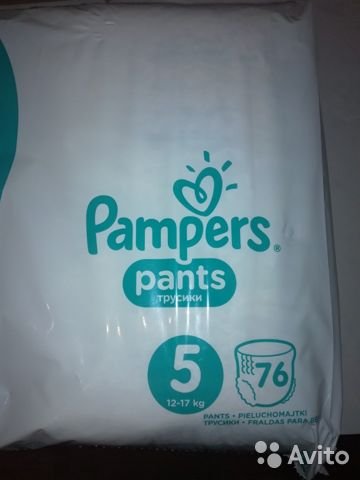 Pampers®
pants
трусики
5
12-17 kg
76
PANTS • PIELUCHOMAJTKI
ТРУСИКИ • FRALDAS PARA
Avito